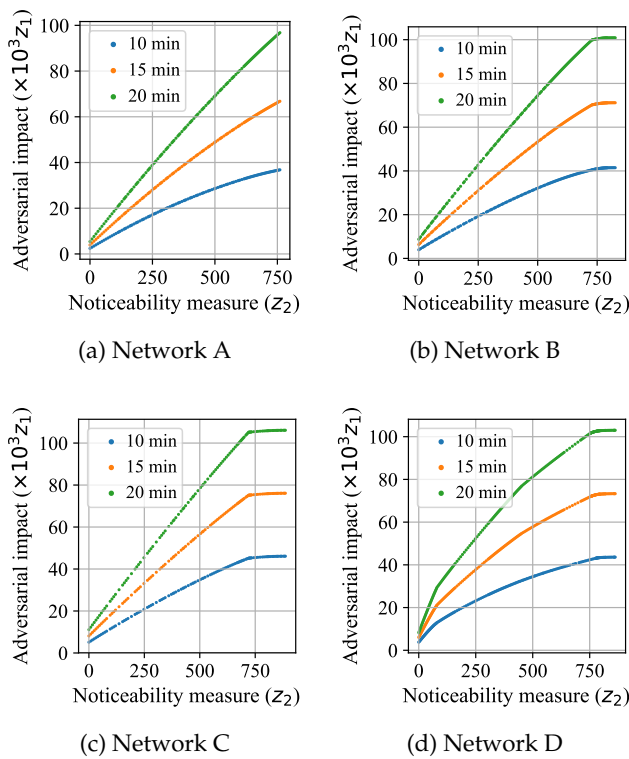 Adversarial impact (×10³z₁)
100
80
60
40
20
0
10 min
15 min
20 min
0 250 500 750
Noticeability measure (z₂)
(a) Network A
Adversarial impact (×10³z₁)
100
80
60
40
20
0
10 min
15 min
20 min
0 250 500 750
Noticeability measure (z₂)
(b) Network B
Adversarial impact (×10³z₁)
100
80
60
40
20
0
10 min
15 min
20 min
0 250 500 750
Noticeability measure (z₂)
(c) Network C
Adversarial impact (×10³z₁)
100
80
60
40
20
0
10 min
15 min
20 min
0 250 500 750
Noticeability measure (z₂)
(d) Network D